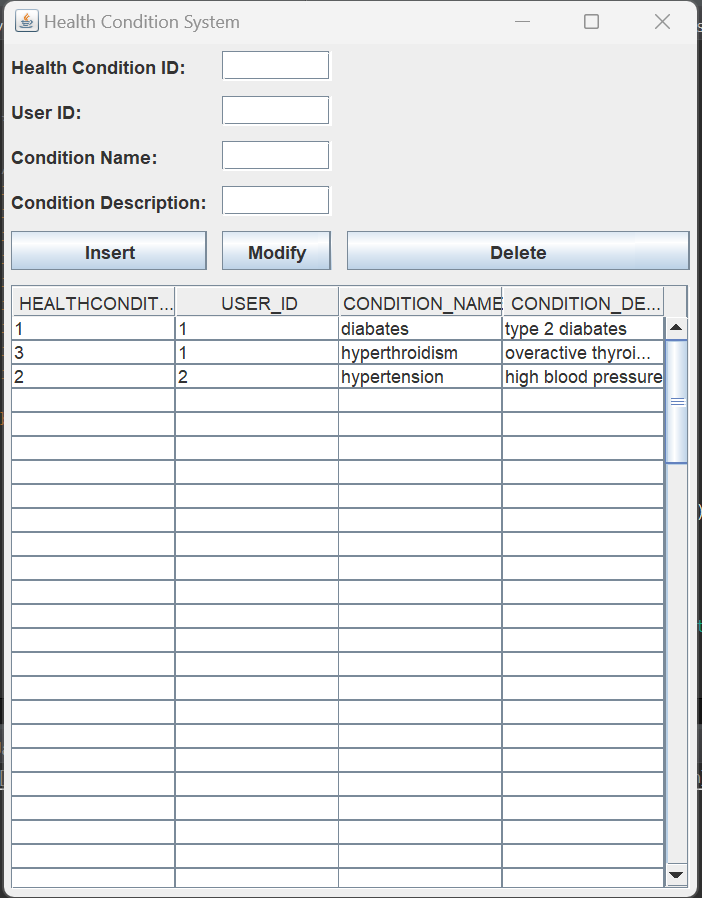 Health Condition System
Health Condition ID:
User ID:
Condition Name:
Condition Description:
Insert Modify Delete
HEALTHCONDIT... USER_ID CONDITION_NAME CONDITION_DE...
1 1 diabates type 2 diabates
3 1 hyperthroidism overactive thyroi...
2 2 hypertension high blood pressure